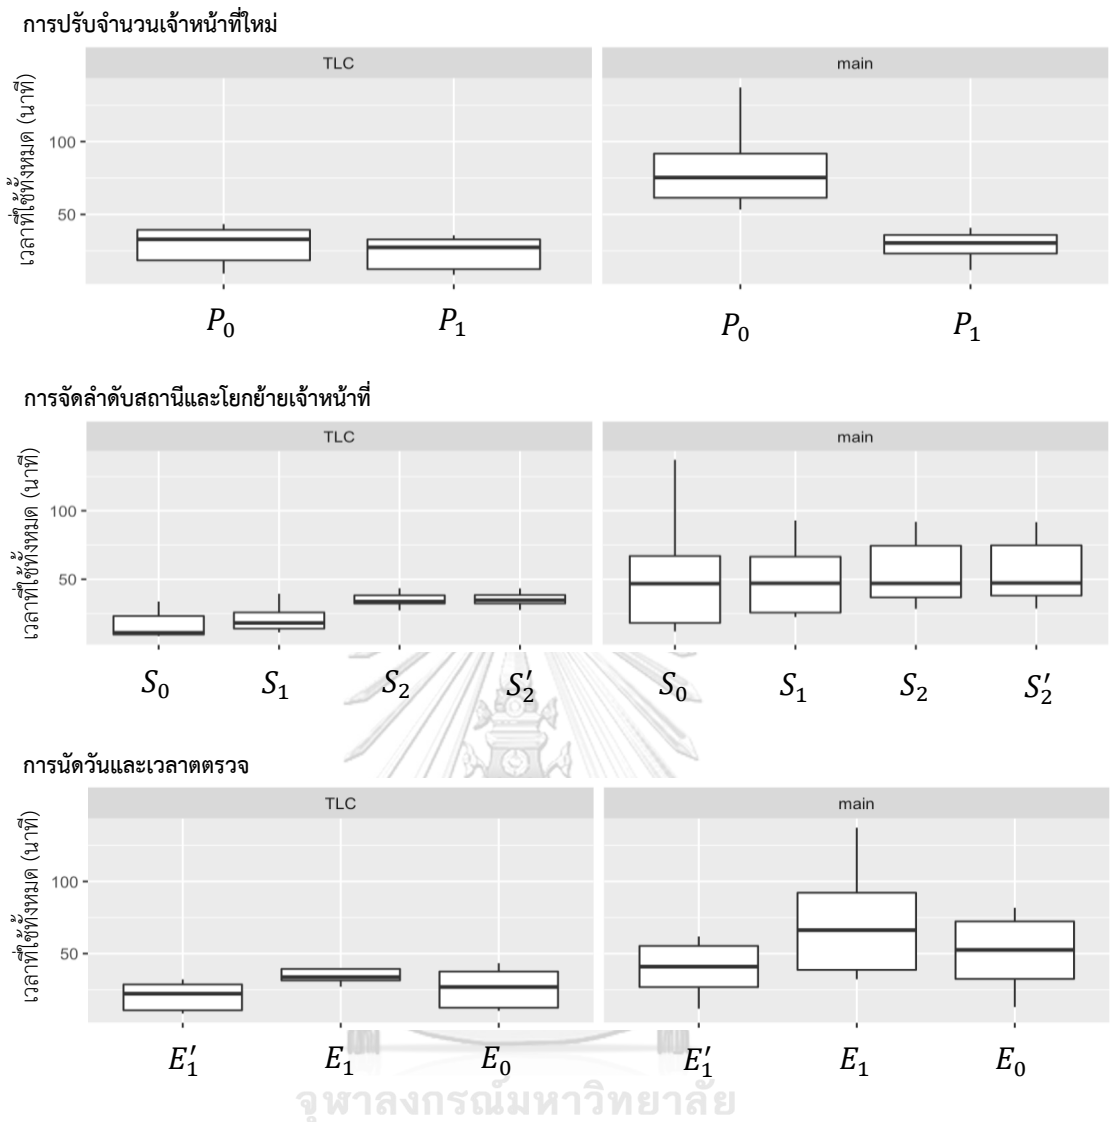 การปรับจำนวนเจ้าหน้าที่ใหม่
TLC main
เวลาที่ใช้ทั้งหมด (นาที)
100
50
P₀ P₁ P₀ P₁
การจัดลำดับสถานีและโยกย้ายเจ้าหน้าที่
TLC main
เวลาที่ใช้ทั้งหมด (นาที)
100
50
S₀ S₁ S₂ S₂′ S₀ S₁ S₂ S₂′
การนัดวันและเวลาตตรวจ
TLC main
เวลาที่ใช้ทั้งหมด (นาที)
100
50
E₁′ E₁ E₀ E₁′ E₁ E₀
จุฬาลงกรณ์มหาวิทยาลัย